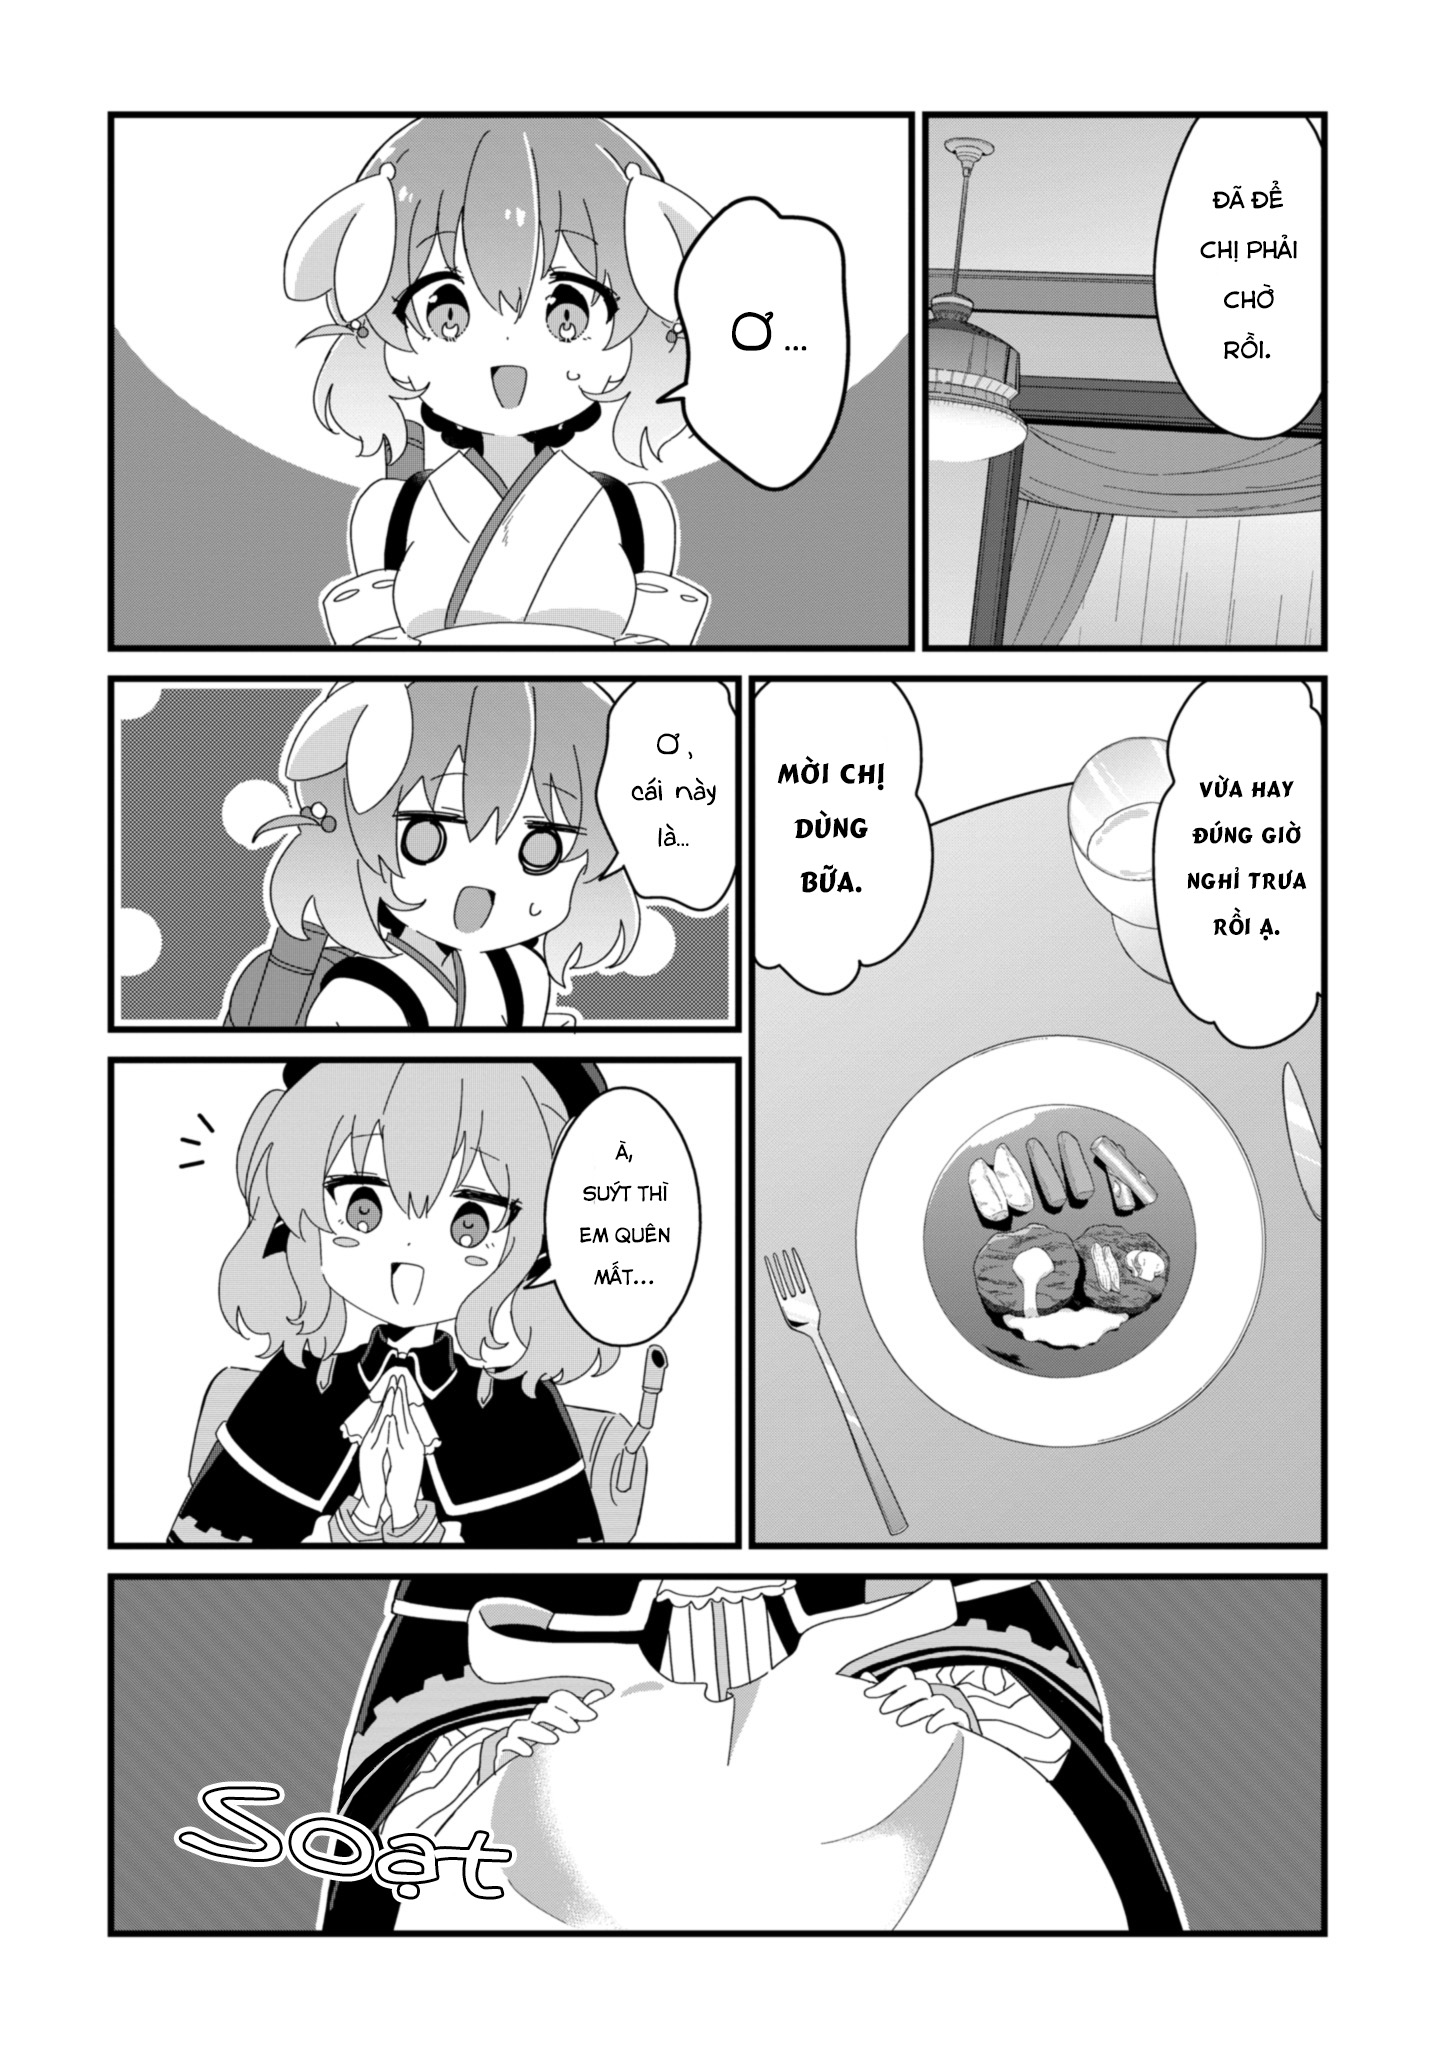 ĐÃ ĐỂ
CHỊ PHẢI
CHỜ
RỒI.
Ơ...
VỪA HAY
ĐÚNG GIỜ
NGHỈ TRƯA
RỒI Ạ.
MỜI CHỊ
DÙNG
BỮA.
Ơ,
cái này
là...
À,
SUÝT THÌ
EM QUÊN
MẤT...
Soạt